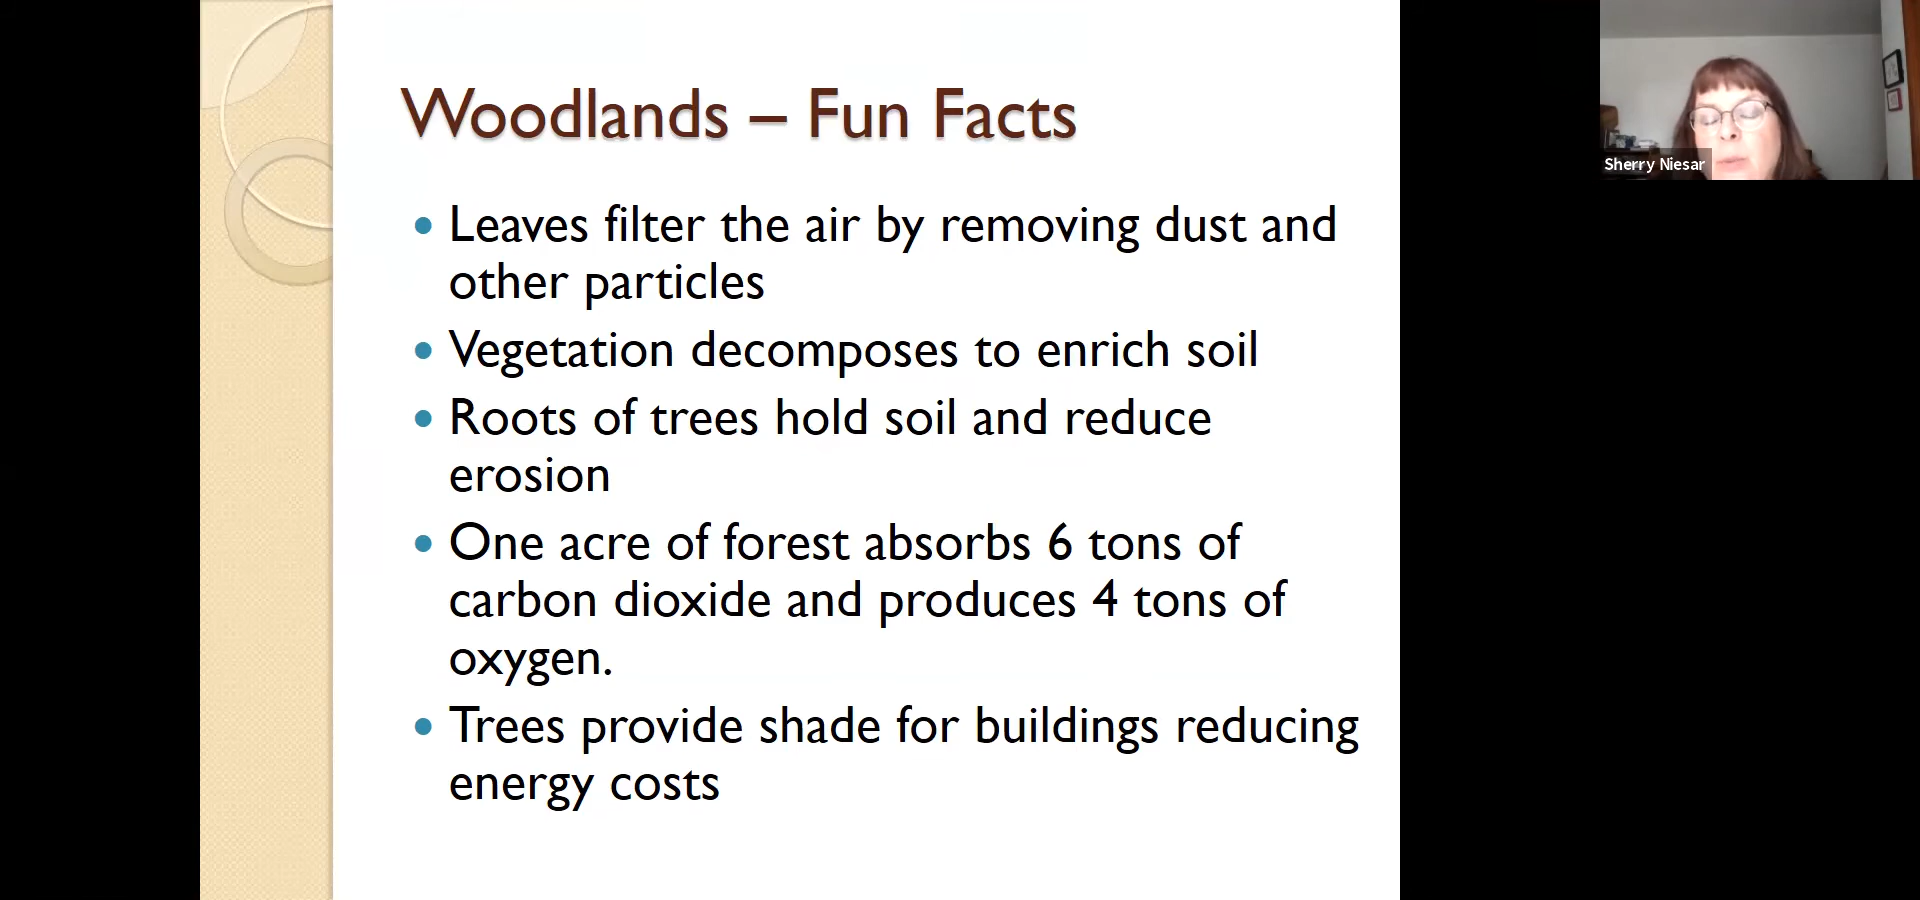 Woodlands – Fun Facts
Leaves filter the air by removing dust and
other particles
Vegetation decomposes to enrich soil
Roots of trees hold soil and reduce
erosion
One acre of forest absorbs 6 tons of
carbon dioxide and produces 4 tons of
oxygen.
Trees provide shade for buildings reducing
energy costs
Sherry Niesar